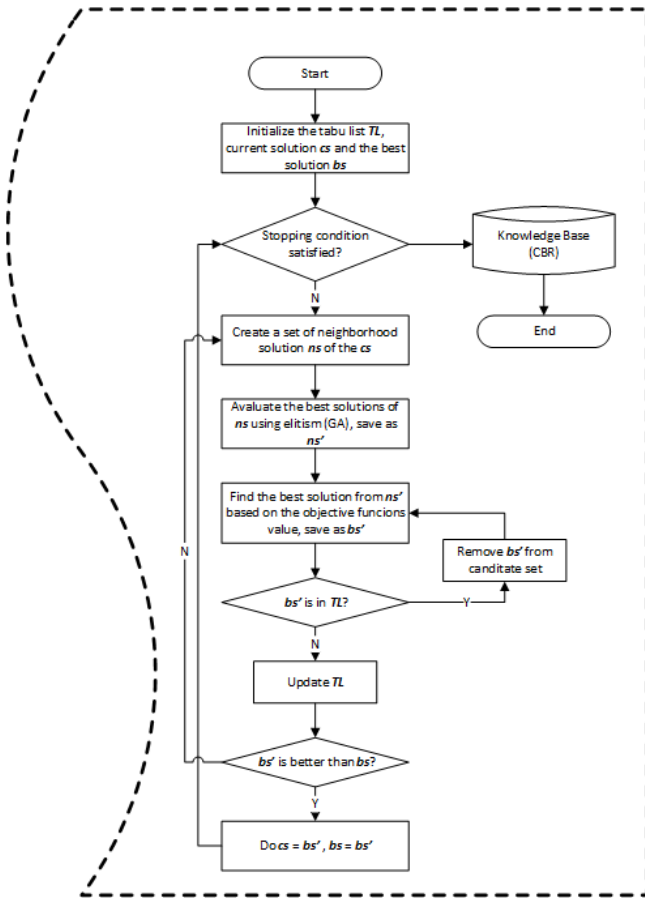 Start
Initialize the tabu list TL,
current solution cs and the best
solution bs
Stopping condition
satisfied?
Knowledge Base
(CBR)
N
End
Create a set of neighborhood
solution ns of the cs
Evaluate the best solutions of
ns using elitism (GA), save as
ns'
Find the best solution from ns'
based on the objective funcions
value, save as bs'
N
Remove bs' from
canditate set
bs' is in TL?
Y
N
Update TL
bs' is better than bs?
Y
Do cs = bs' , bs = bs'